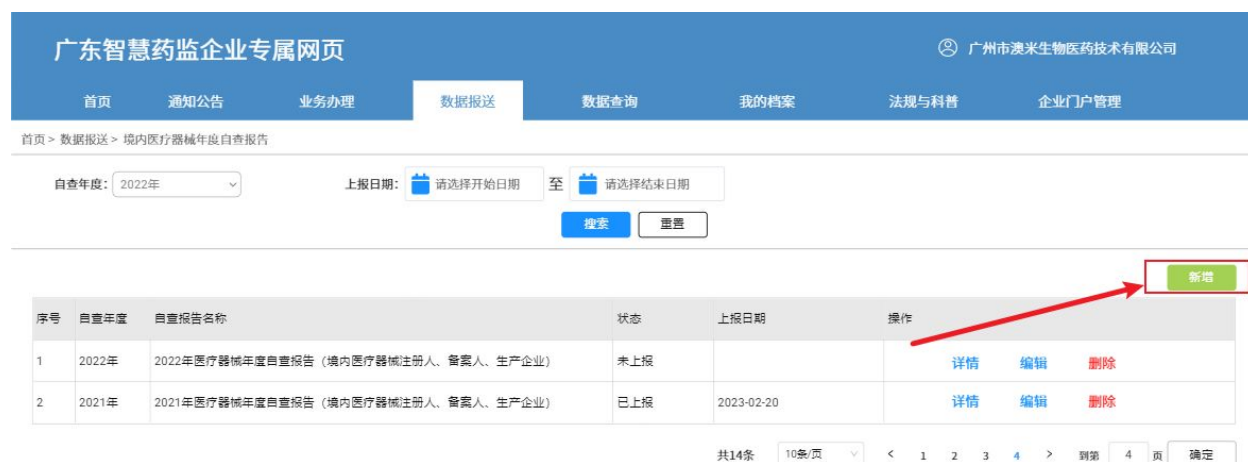 广东智慧药监企业专属网页
广州市澳米生物医药技术有限公司
首页 通知公告 业务办理 数据报送 数据查询 我的档案 法规与科普 企业门户管理
首页 > 数据报送 > 境内医疗器械年度自查报告
自查年度: 2022年 上报日期: 请选择开始日期 至 请选择结束日期
搜索 重置
新增
序号 自查年度 自查报告名称 状态 上报日期 操作
1 2022年 2022年医疗器械年度自查报告（境内医疗器械注册人、备案人、生产企业） 未上报 详情 编辑 删除
2 2021年 2021年医疗器械年度自查报告（境内医疗器械注册人、备案人、生产企业） 已上报 2023-02-20 详情 编辑 删除
共14条 10条/页 < 1 2 3 4 > 到第 4 页 确定